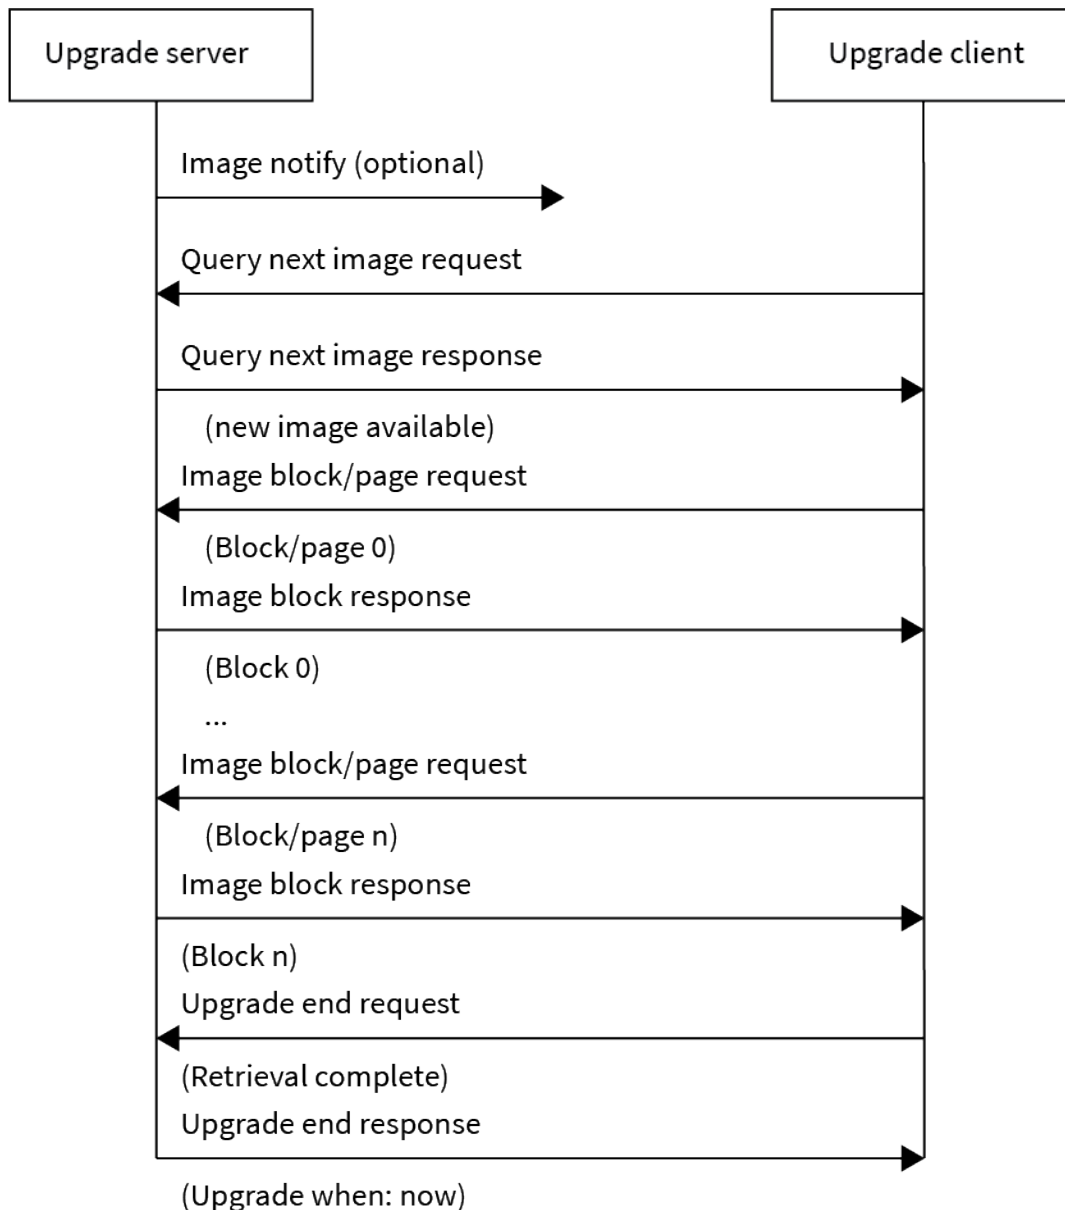 Upgrade server
Upgrade client
Image notify (optional)
Query next image request
Query next image response
(new image available)
Image block/page request
(Block/page 0)
Image block response
(Block 0)
...
Image block/page request
(Block/page n)
Image block response
(Block n)
Upgrade end request
(Retrieval complete)
Upgrade end response
(Upgrade when: now)